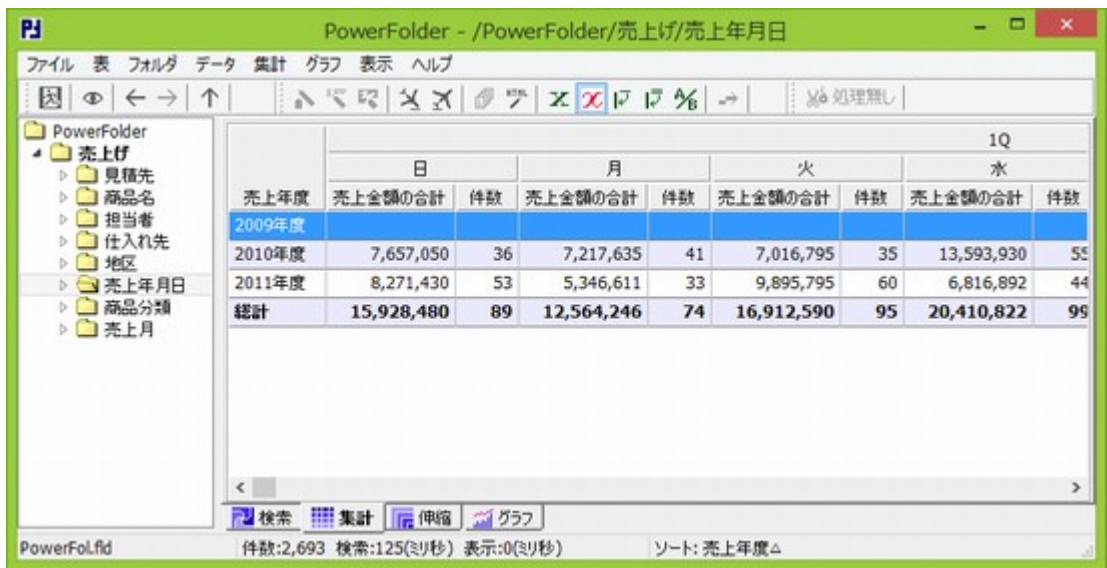 PowerFolder - /PowerFolder/売上げ/売上年月日
ファイル 表 フォルダ データ 集計 グラフ 表示 ヘルプ
処理無し
PowerFolder
売上げ
見積先
商品名
担当者
仕入れ先
地区
売上年月日
商品分類
売上月
1Q
日 月 火 水
売上年度 売上金額の合計 件数 売上金額の合計 件数 売上金額の合計 件数 売上金額の合計 件数
2009年度
2010年度 7,657,050 36 7,217,635 41 7,016,795 35 13,593,930 55
2011年度 8,271,430 53 5,346,611 33 9,895,795 60 6,816,892 44
総計 15,928,480 89 12,564,246 74 16,912,590 95 20,410,822 99
検索 集計 伸縮 グラフ
PowerFol.fld 件数:2,693 検索:125(ミリ秒) 表示:0(ミリ秒) ソート: 売上年度△